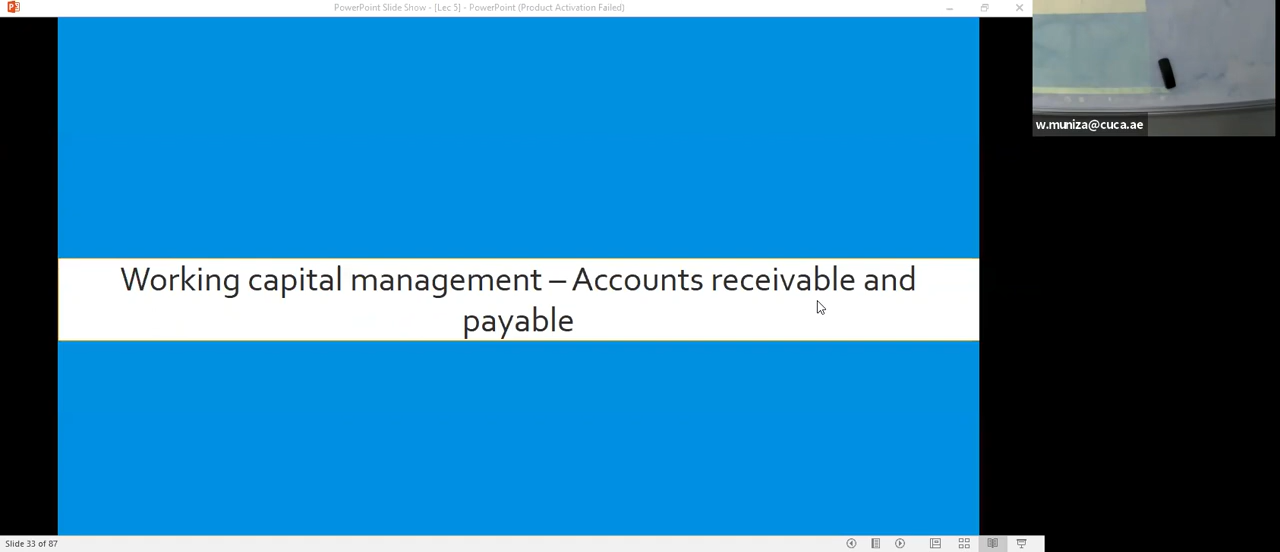 PowerPoint Slide Show - [Lec 5] - PowerPoint (Product Activation Failed)
w.muniza@cuca.ae
Working capital management – Accounts receivable and
payable
Slide 33 of 87